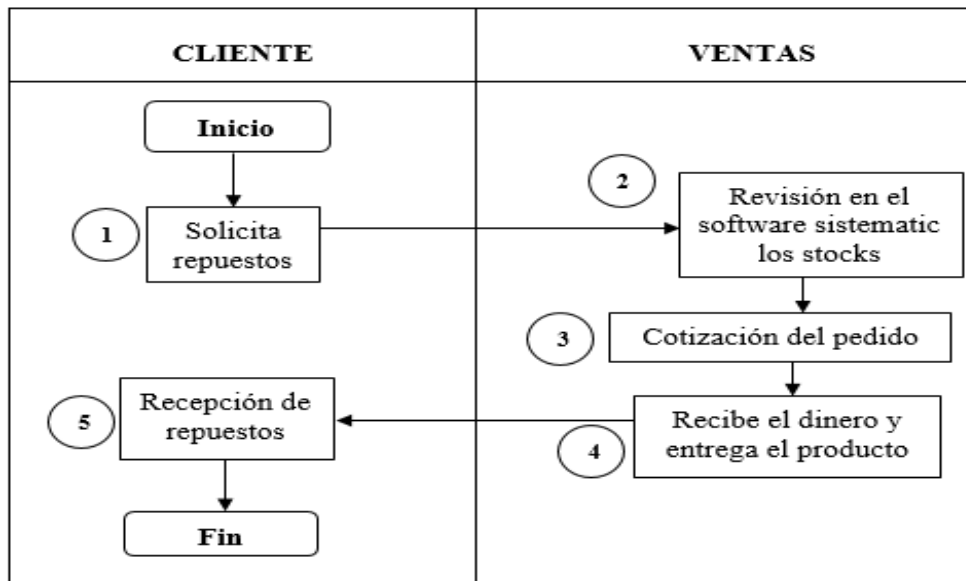 CLIENTE
VENTAS
Inicio
1
Solicita
repuestos
2
Revisión en el
software sistematic
los stocks
3
Cotización del pedido
4
Recibe el dinero y
entrega el producto
5
Recepción de
repuestos
Fin